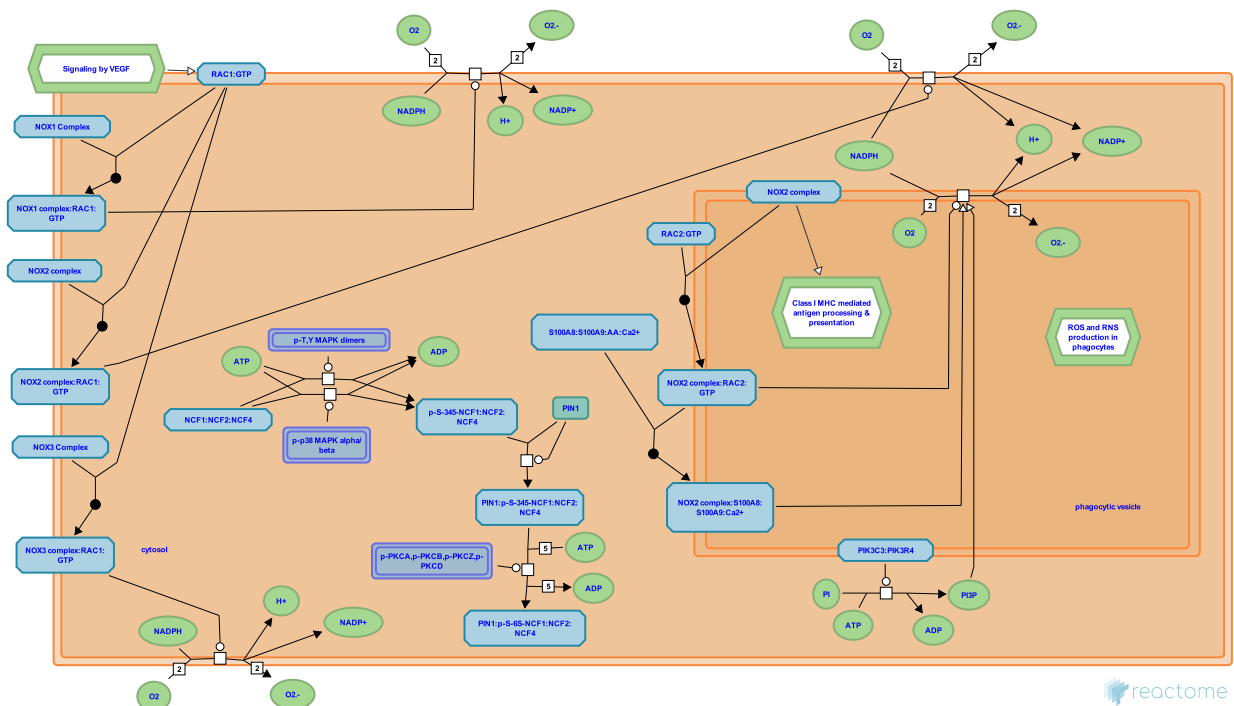 O2
O2.-
2
2
NADPH
H+
NADP+
O2
O2.-
2
2
NADPH
H+
NADP+
Signaling by VEGF
RAC1:GTP
NOX1 Complex
NOX1 complex:RAC1:
GTP
NOX2 complex
NOX2 complex:RAC1:
GTP
NOX3 Complex
NOX3 complex:RAC1:
GTP
cytosol
NOX2 complex
RAC2:GTP
2
O2
2
O2.-
Class I MHC mediated
antigen processing &
presentation
ROS and RNS
production in
phagocytes
S100A8:S100A9:AA:Ca2+
NOX2 complex:RAC2:
GTP
NOX2 complex:S100A8:
S100A9:Ca2+
phagocytic vesicle
p-T,Y MAPK dimers
ATP
ADP
NCF1:NCF2:NCF4
p-p38 MAPK alpha/
beta
p-S-345-NCF1:NCF2:
NCF4
PIN1
PIN1:p-S-345-NCF1:NCF2:
NCF4
5
ATP
p-PKCA,p-PKCB,p-PKCZ,p-
PKCD
5
ADP
PIN1:p-S-6S-NCF1:NCF2:
NCF4
PIK3C3:PIK3R4
PI
PI3P
ATP
ADP
NADPH
H+
NADP+
2
2
O2
O2.-
reactome